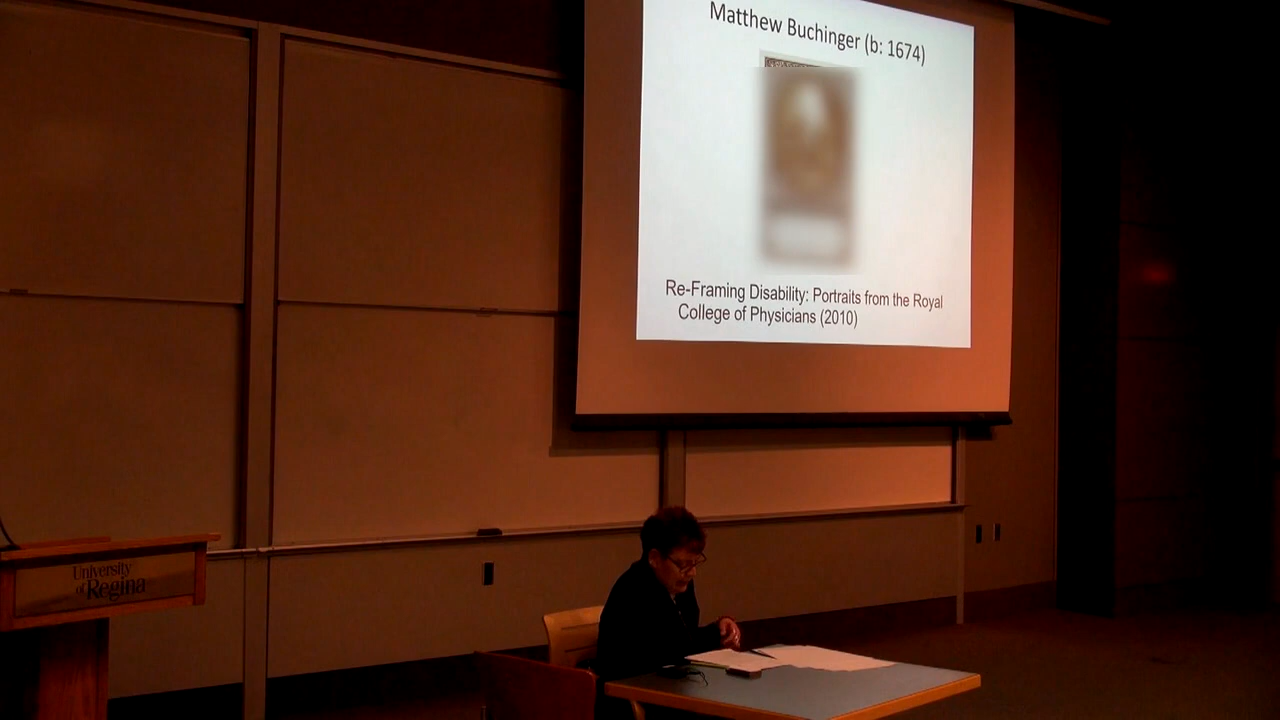 Matthew Buchinger (b: 1674)
Re-Framing Disability: Portraits from the Royal
College of Physicians (2010)
University
of Regina